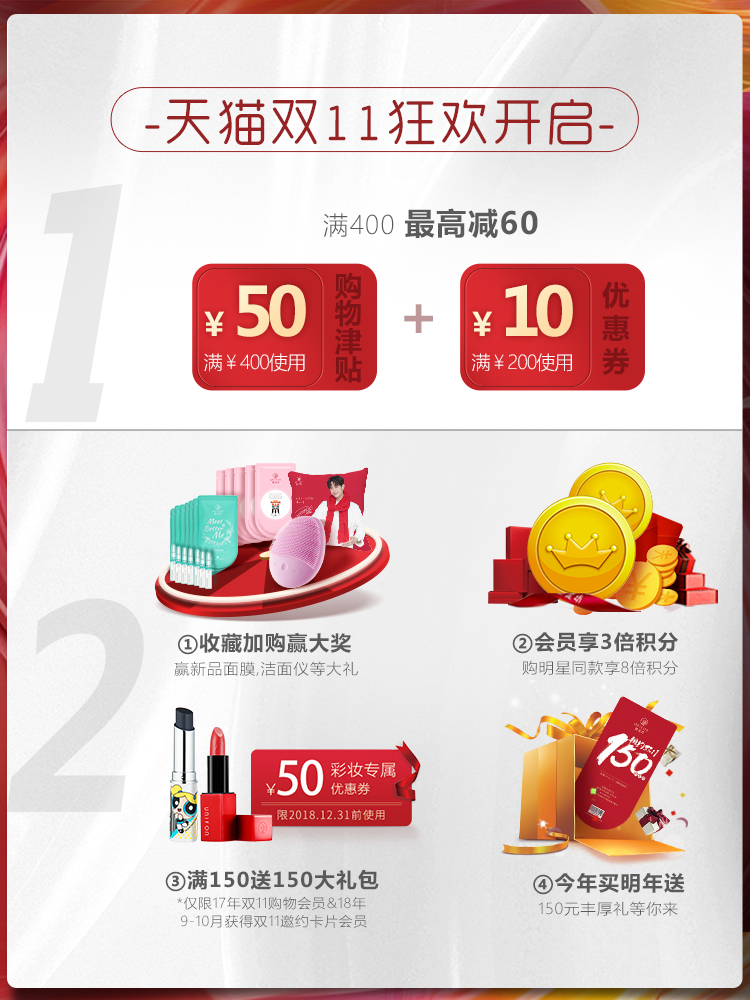 -天猫双11狂欢开启-
1
满400 最高减60
¥50
满¥400使用
购物津贴
+
¥10
满¥200使用
优惠券
2
Meet
Better
Me
①收藏加购赢大奖
赢新品面膜,洁面仪等大礼
②会员享3倍积分
购明星同款享8倍积分
unifon
¥50
彩妆专属
优惠券
限2018.12.31前使用
150
③满150送150大礼包
*仅限17年双11购物会员&18年
9-10月获得双11邀约卡片会员
④今年买明年送
150元丰厚礼等你来